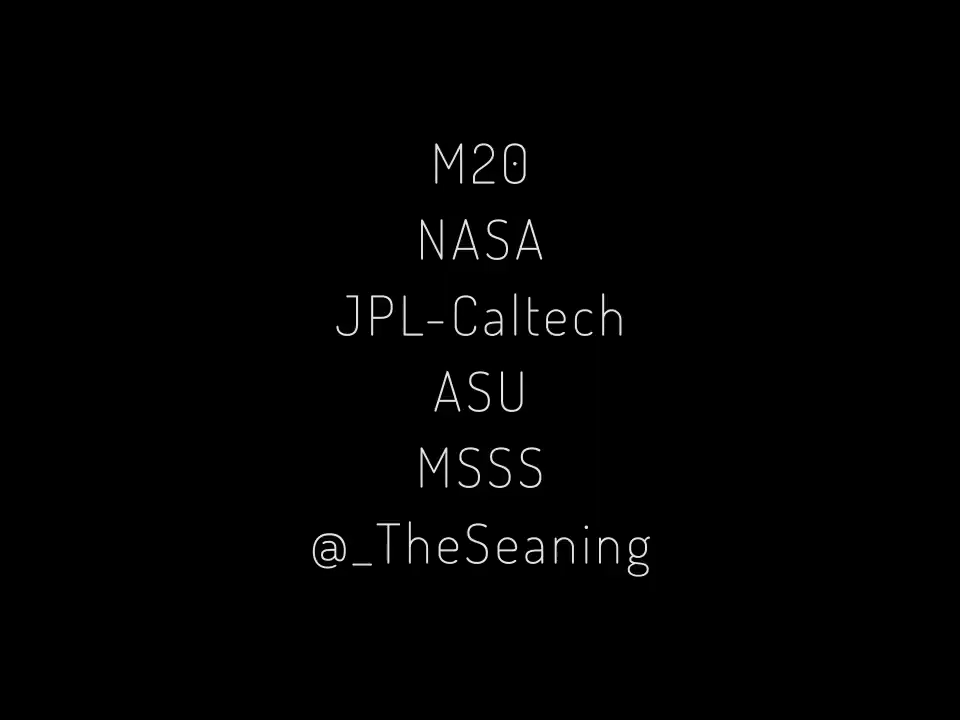 M20
NASA
JPL-Caltech
ASU
MSSS
@_TheSeaning